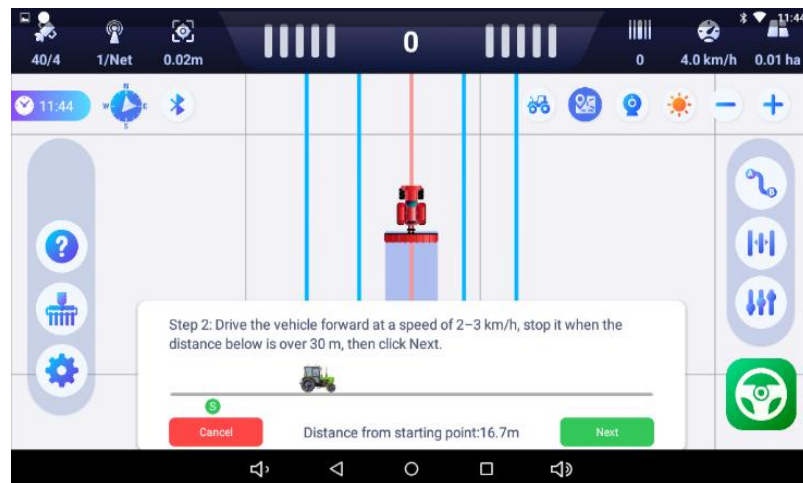 11:44
40/4
1/Net
0.02m
0
0
4.0 km/h
0.01 ha
11:44
N
W
E
S
A
B
?
Step 2: Drive the vehicle forward at a speed of 2–3 km/h, stop it when the
distance below is over 30 m, then click Next.
S
Cancel
Distance from starting point:16.7m
Next